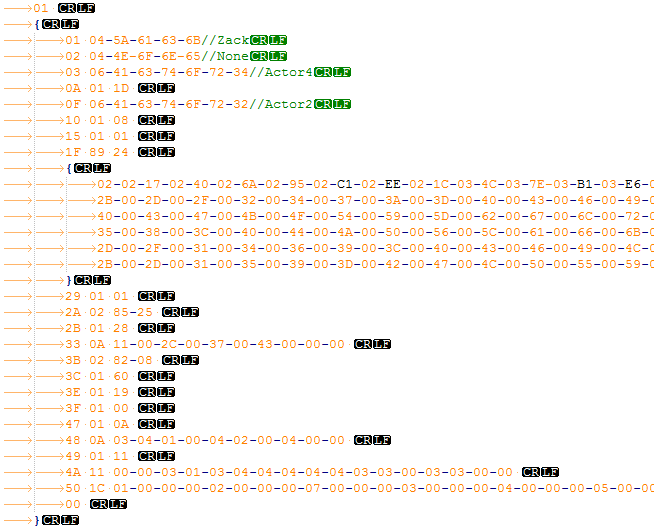 01 CRLF
{CRLF
01 04-5A-61-63-6B//ZackCRLF
02 04-4E-6F-6E-65//NoneCRLF
03 06-41-63-74-6F-72-34//Actor4CRLF
0A 01 1D CRLF
0F 06-41-63-74-6F-72-32//Actor2CRLF
10 01 08 CRLF
15 01 01 CRLF
1F 89 24 CRLF
{CRLF
02-02-17-02-40-02-6A-02-95-02-C1-02-EE-02-1C-03-4C-03-7E-03-B1-03-E6-0
2B-00-2D-00-2F-00-32-00-34-00-37-00-3A-00-3D-00-40-00-43-00-46-00-49-0
40-00-43-00-47-00-4B-00-4F-00-54-00-59-00-5D-00-62-00-67-00-6C-00-72-0
35-00-38-00-3C-00-40-00-44-00-4A-00-50-00-56-00-5C-00-61-00-66-00-6B-0
2D-00-2F-00-31-00-34-00-36-00-39-00-3C-00-40-00-43-00-46-00-49-00-4C-0
2B-00-2D-00-31-00-35-00-39-00-3D-00-42-00-47-00-4C-00-50-00-55-00-59-0
}CRLF
29 01 01 CRLF
2A 02 85-25 CRLF
2B 01 28 CRLF
33 0A 11-00-2C-00-37-00-43-00-00-00 CRLF
3B 02 82-08 CRLF
3C 01 60 CRLF
3E 01 19 CRLF
3F 01 00 CRLF
47 01 0A CRLF
48 0A 03-04-01-00-04-02-00-04-00-00 CRLF
49 01 11 CRLF
4A 11 00-00-03-01-03-04-04-04-04-04-03-03-00-03-03-00-00 CRLF
50 1C 01-00-00-00-02-00-00-00-07-00-00-00-03-00-00-00-04-00-00-00-05-00-00
00 CRLF
}CRLF